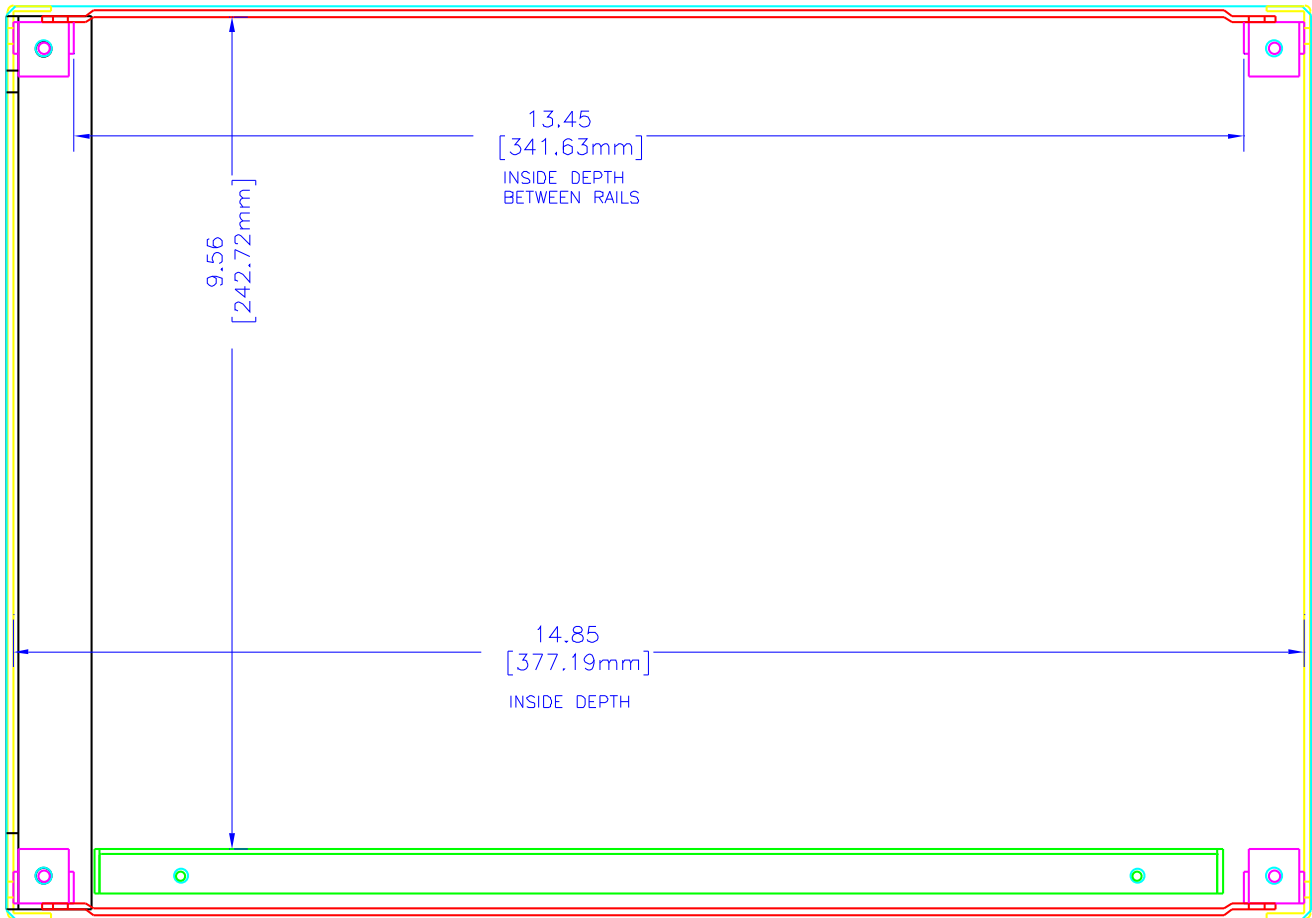 13.45
[341.63mm]
INSIDE DEPTH
BETWEEN RAILS
9.56
[242.72mm]
14.85
[377.19mm]
INSIDE DEPTH